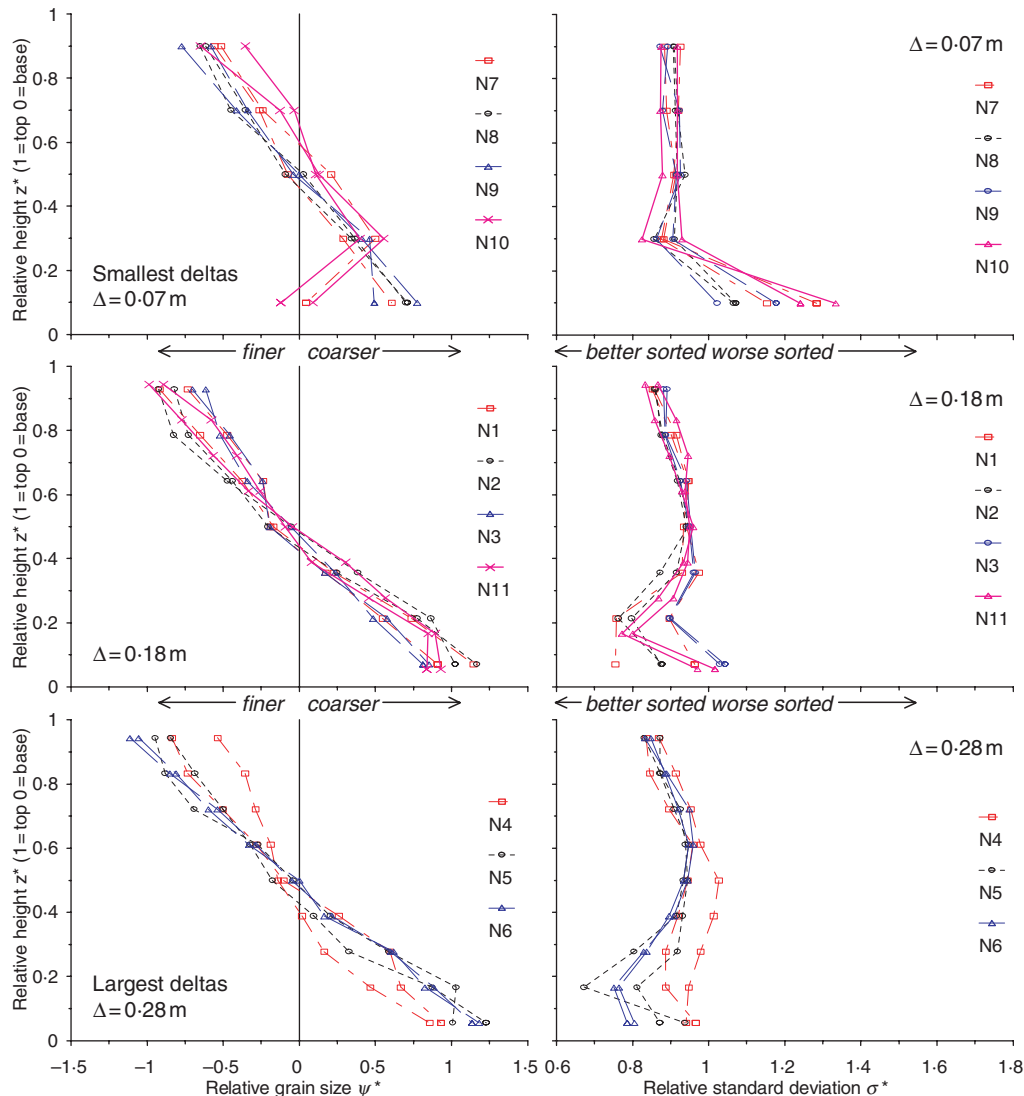 Relative height z* (1=top 0=base)
1
0·8
0·6
0·4
0·2
0
N7
N8
N9
N10
Smallest deltas
Δ=0·07 m
finer coarser
Δ=0·07 m
N7
N8
N9
N10
better sorted worse sorted
Relative height z* (1=top 0=base)
1
0·8
0·6
0·4
0·2
0
N1
N2
N3
N11
Δ=0·18 m
finer coarser
Δ=0·18 m
N1
N2
N3
N11
better sorted worse sorted
Relative height z* (1=top 0=base)
1
0·8
0·6
0·4
0·2
0
N4
N5
N6
Largest deltas
Δ=0·28 m
−1·5 −1 −0·5 0 0·5 1 1·5
Relative grain size ψ*
Δ=0·28 m
N4
N5
N6
0·6 0·8 1 1·2 1·4 1·6 1·8
Relative standard deviation σ*